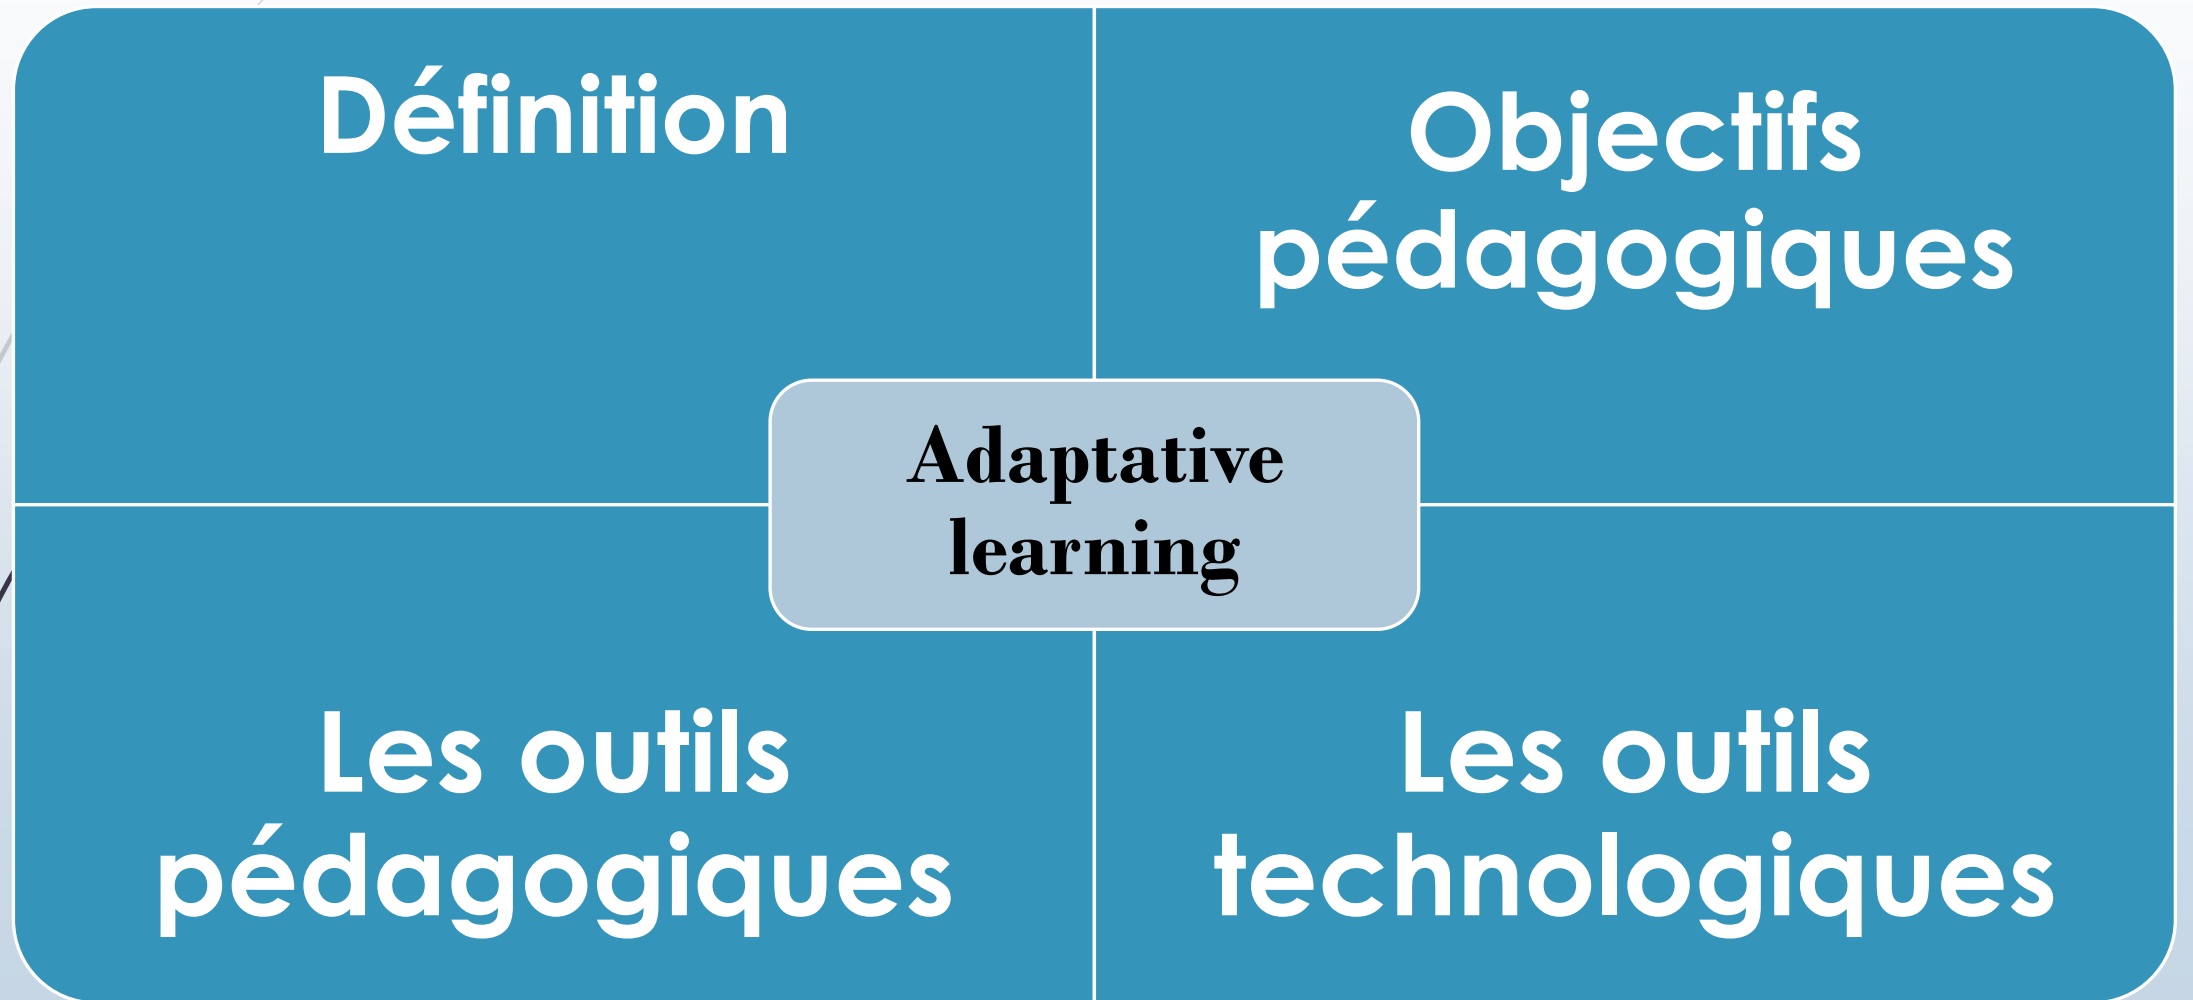 Définition
Objectifs
pédagogiques
Adaptative
learning
Les outils
pédagogiques
Les outils
technologiques